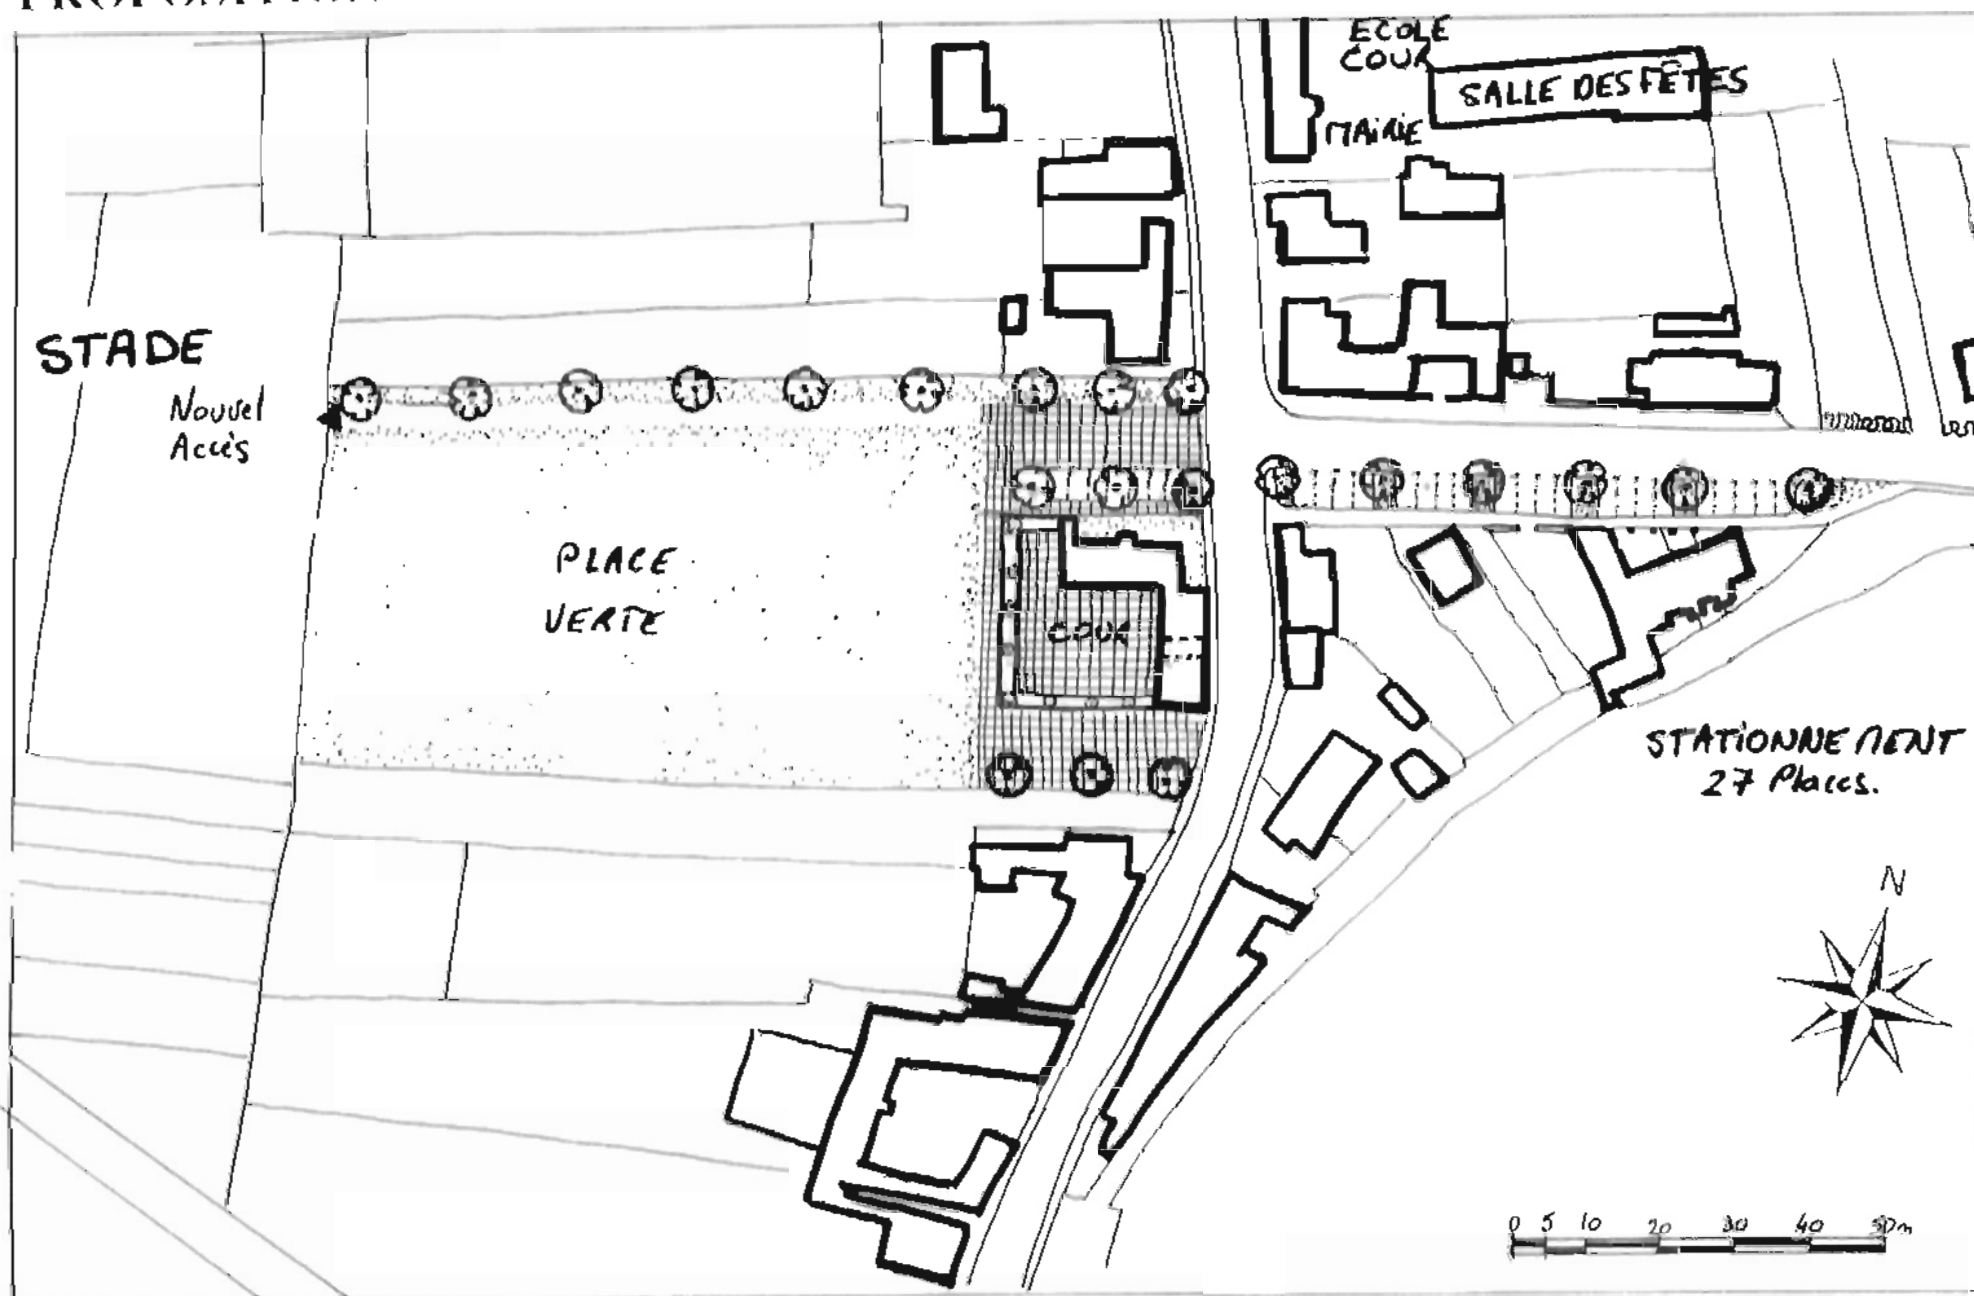 ECOLE
COUR
SALLE DES FÊTES
MAIRIE
STADE
Nouvel
Accès
PLACE
VERTE
COUR
STATIONNEMENT
27 Places.
N
0 5 10 20 30 40 50m